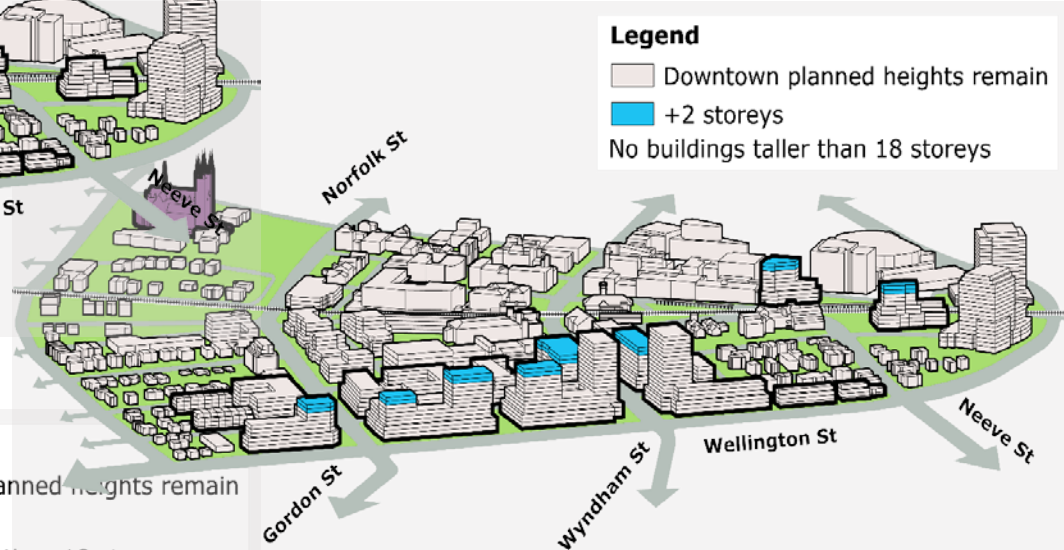 Legend
Downtown planned heights remain
+2 storeys
No buildings taller than 18 storeys
Norfolk St
Neeve St
St
Wellington St
Neeve St
Gordon St
Wyndham St
anned heights remain